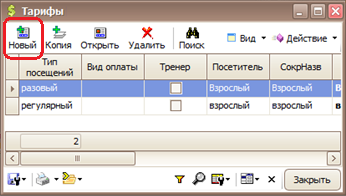 Тарифы
Новый Копия Открыть Удалить Поиск Вид Действие
Тип посещений Вид оплаты Тренер Посетитель СокрНазв
разовый Взрослый Взрослый В
регулярный взрослый взрослый в
2
Закрыть